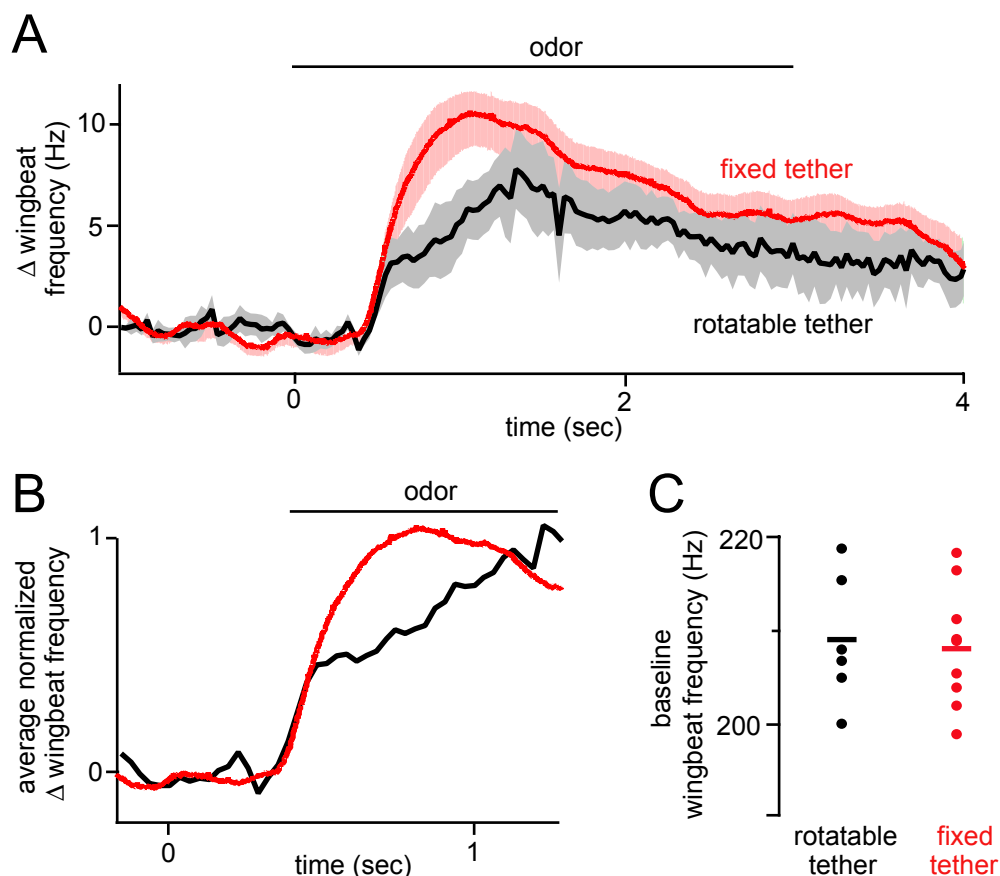 A
odor
Δ wingbeat
frequency (Hz)
10
5
0
fixed tether
rotatable tether
0
2
4
time (sec)
B
odor
average normalized
Δ wingbeat frequency
1
0
0
1
time (sec)
C
baseline
wingbeat frequency (Hz)
220
200
rotatable
tether
fixed
tether